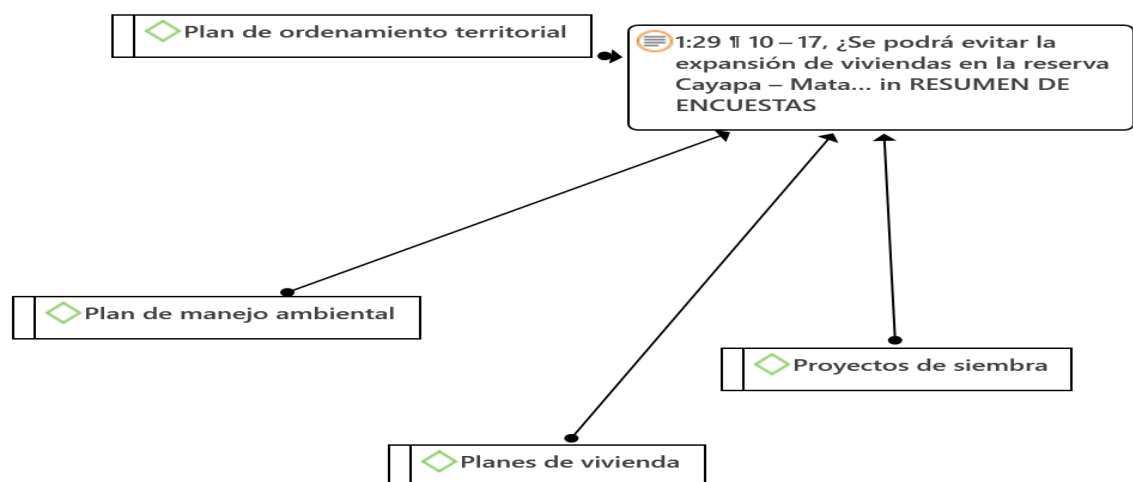 Plan de ordenamiento territorial
1:29 ¶ 10 – 17, ¿Se podrá evitar la
expansión de viviendas en la reserva
Cayapa – Mata... in RESUMEN DE
ENCUESTAS
Plan de manejo ambiental
Proyectos de siembra
Planes de vivienda